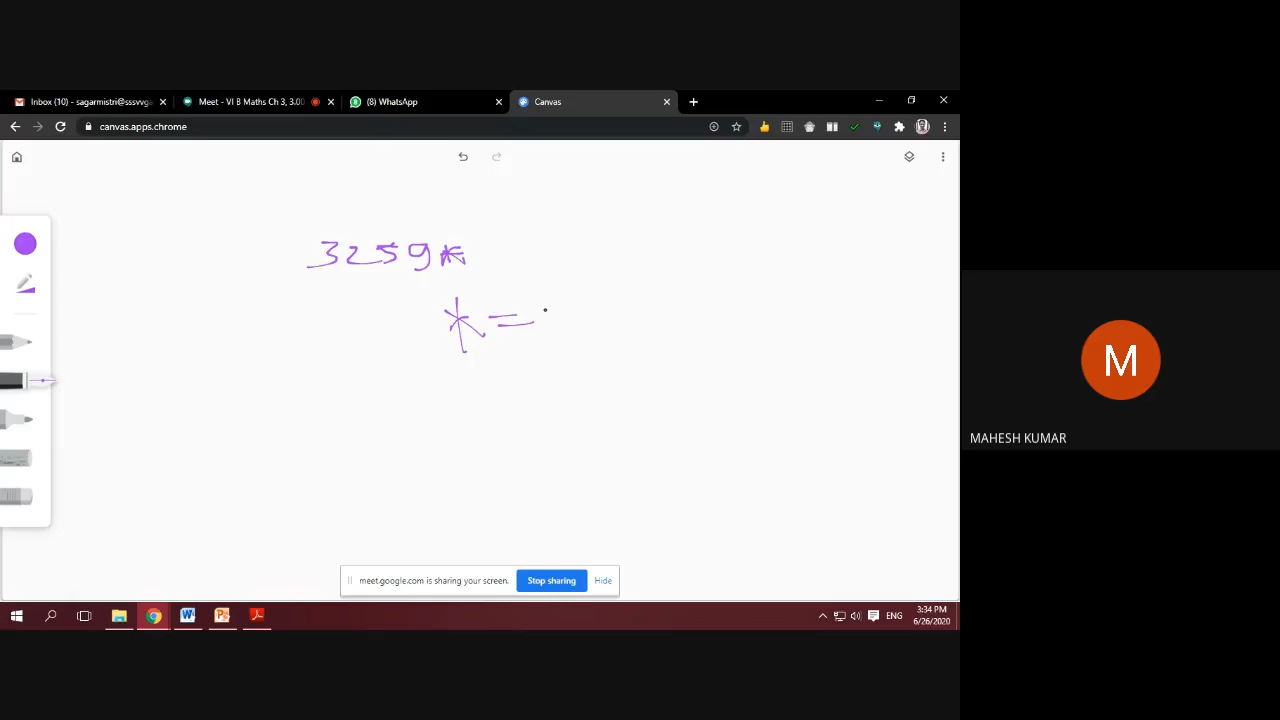 Inbox (10) - sagarmistri@sssvvga
Meet - VI B Maths Ch 3, 3.00
(8) WhatsApp
Canvas
canvas.apps.chrome
3259*
* =
M
MAHESH KUMAR
meet.google.com is sharing your screen.
Stop sharing
Hide
ENG
3:34 PM
6/26/2020